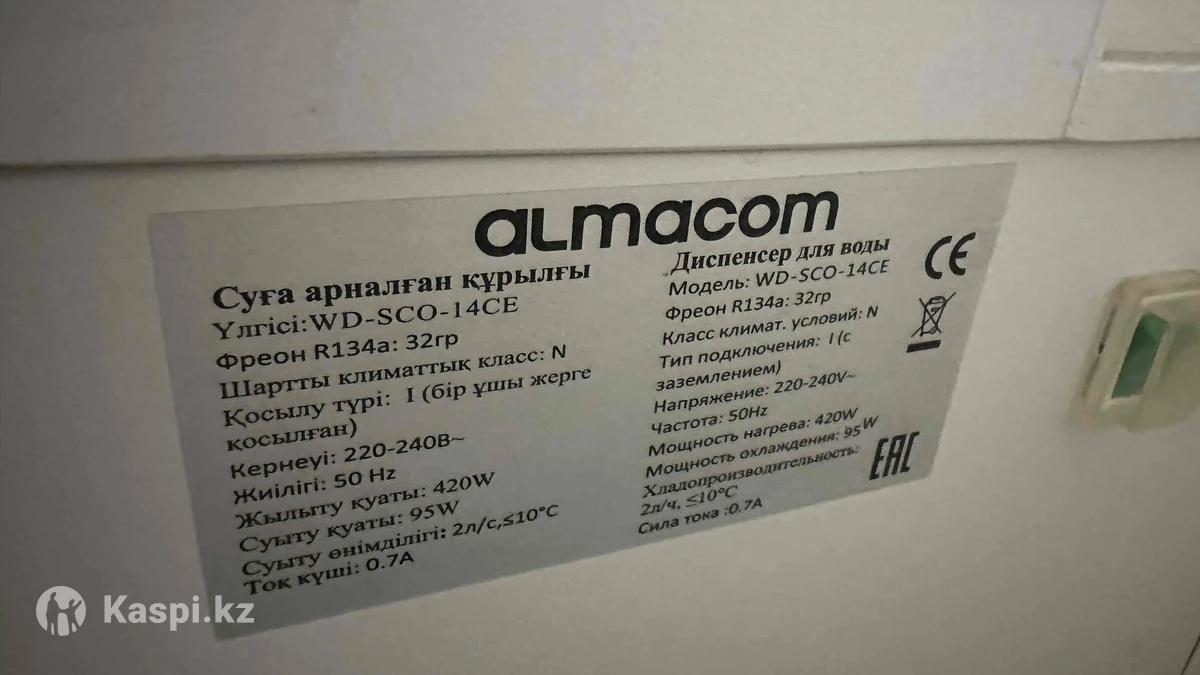 almacom
Суға арналған құрылғы
Үлгісі:WD-SCO-14CE
Фреон R134a: 32гр
Шартты климаттық класс: N
Қосылу түрі: I (бір ұшы жерге
қосылған)
Кернеуі: 220-240В~
Жиілігі: 50 Hz
Жылыту қуаты: 420W
Суыту қуаты: 95W
Суыту өнімділігі: 2л/с,≤10°C
Ток күші: 0.7A
Диспенсер для воды
Модель: WD-SCO-14CE
Фреон R134a: 32гр
Класс климат. условий: N
Тип подключения: I (с
заземлением)
Напряжение: 220-240V~
Частота: 50Hz
Мощность нагрева: 420W
Мощность охлаждения: 95W
Хладопроизводительность:
2л/ч, ≤10°C
Сила тока :0.7A
CE
EAC
Kaspi.kz